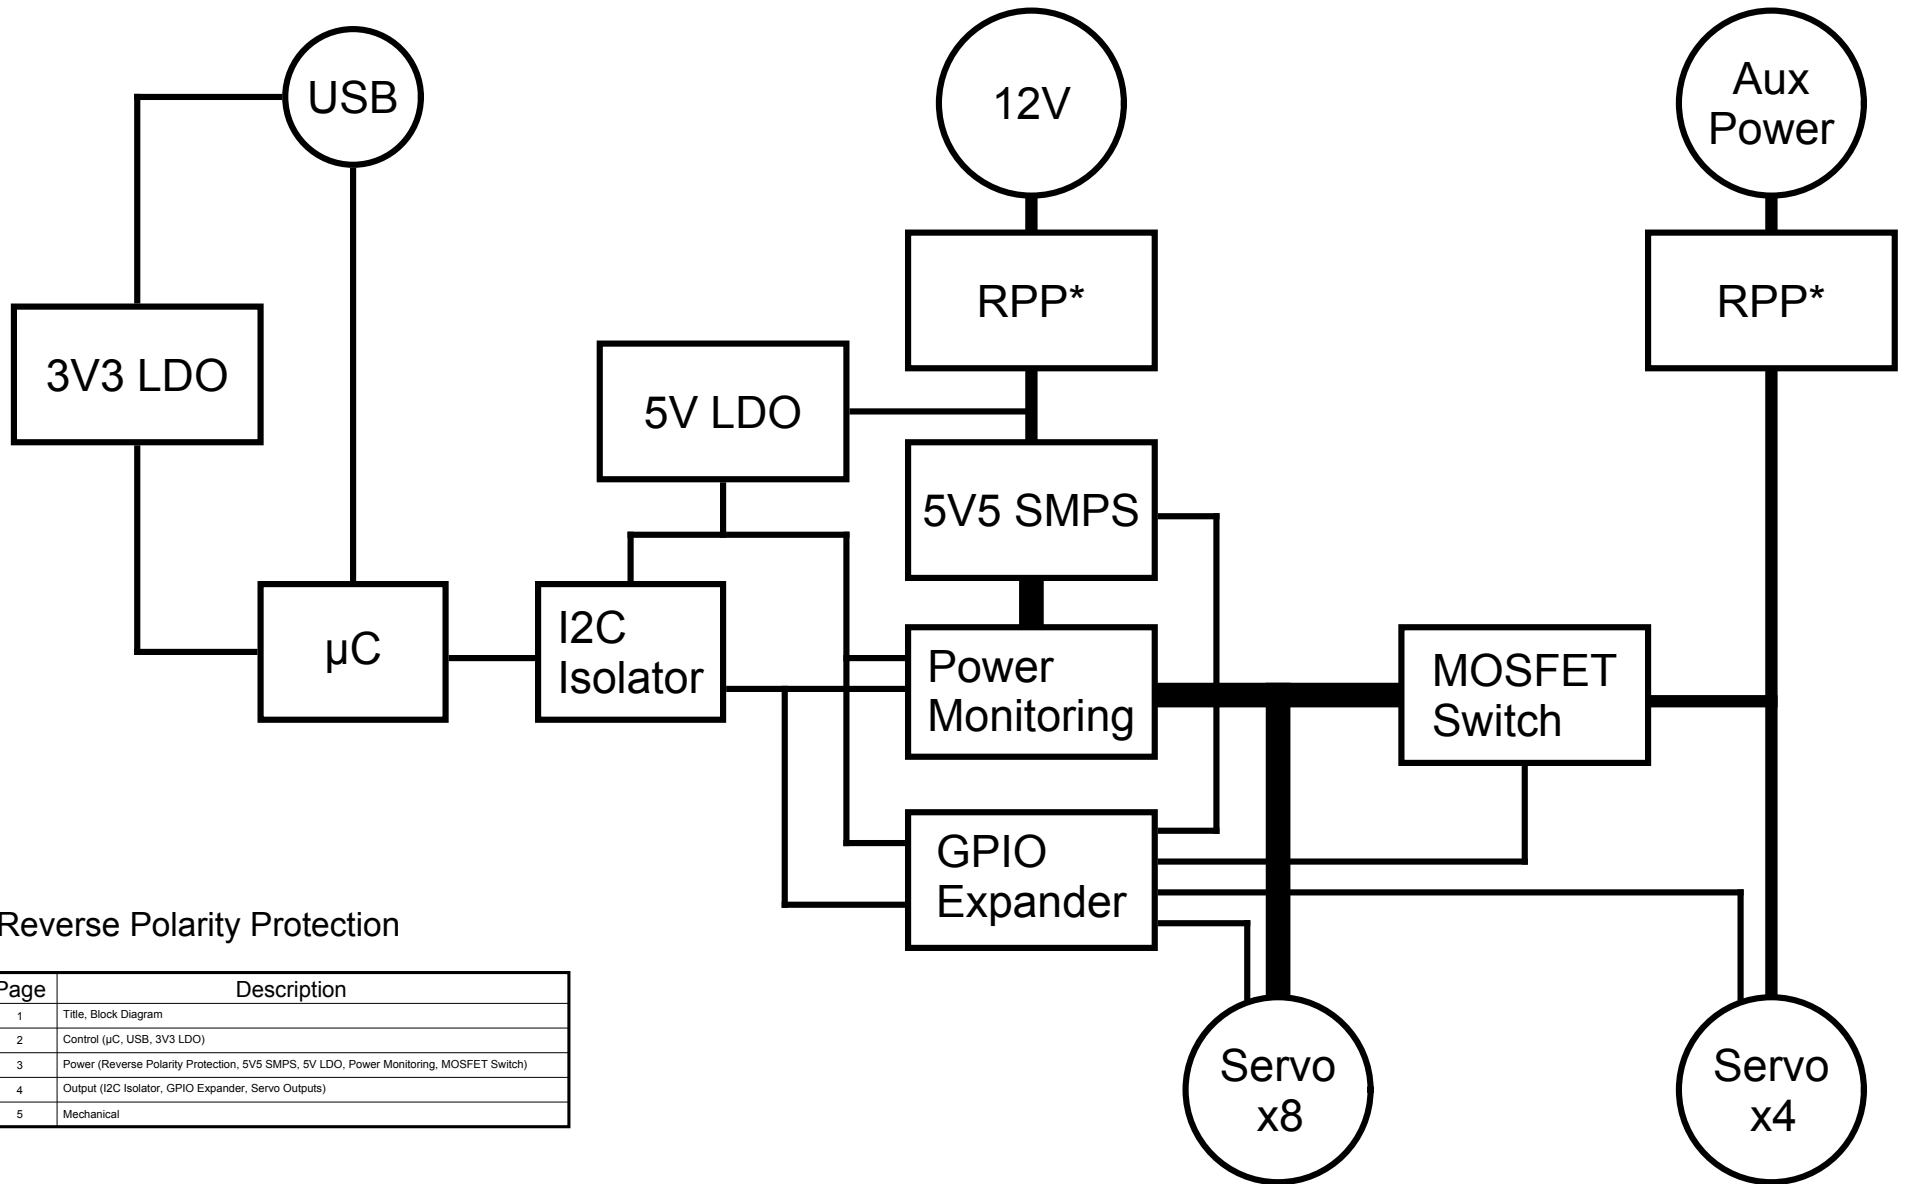 USB
12V
Aux
Power
RPP*
RPP*
3V3 LDO
5V LDO
5V5 SMPS
µC
I2C
Isolator
Power
Monitoring
MOSFET
Switch
GPIO
Expander
Servo
x8
Servo
x4
Reverse Polarity Protection
Page Description
1 Title, Block Diagram
2 Control (µC, USB, 3V3 LDO)
3 Power (Reverse Polarity Protection, 5V5 SMPS, 5V LDO, Power Monitoring, MOSFET Switch)
4 Output (I2C Isolator, GPIO Expander, Servo Outputs)
5 Mechanical